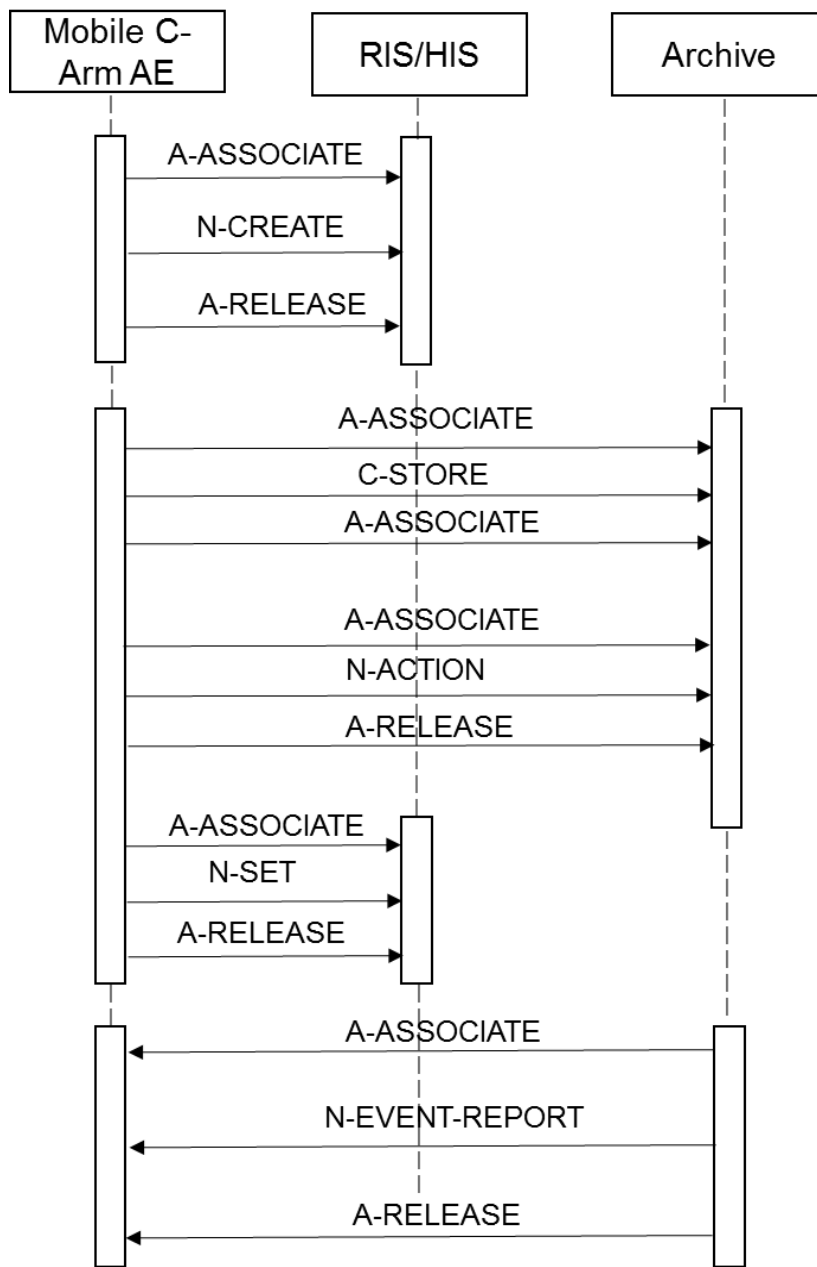 Mobile C-
Arm AE
RIS/HIS
Archive
A-ASSOCIATE
N-CREATE
A-RELEASE
A-ASSOCIATE
C-STORE
A-ASSOCIATE
A-ASSOCIATE
N-ACTION
A-RELEASE
A-ASSOCIATE
N-SET
A-RELEASE
A-ASSOCIATE
N-EVENT-REPORT
A-RELEASE